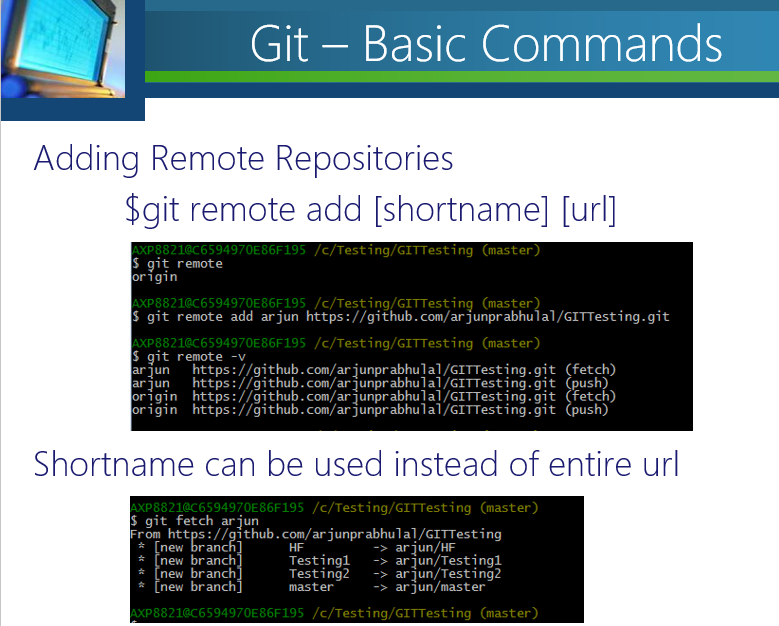 Git – Basic Commands
Adding Remote Repositories
$git remote add [shortname] [url]
AXP8821@C6594970E86F195 /c/Testing/GITTesting (master)
$ git remote
origin
AXP8821@C6594970E86F195 /c/Testing/GITTesting (master)
$ git remote add arjun https://github.com/arjunprabhulal/GITTesting.git
AXP8821@C6594970E86F195 /c/Testing/GITTesting (master)
$ git remote -v
arjun https://github.com/arjunprabhulal/GITTesting.git (fetch)
arjun https://github.com/arjunprabhulal/GITTesting.git (push)
origin https://github.com/arjunprabhulal/GITTesting.git (fetch)
origin https://github.com/arjunprabhulal/GITTesting.git (push)
Shortname can be used instead of entire url
AXP8821@C6594970E86F195 /c/Testing/GITTesting (master)
$ git fetch arjun
From https://github.com/arjunprabhulal/GITTesting
* [new branch] HF -> arjun/HF
* [new branch] Testing1 -> arjun/Testing1
* [new branch] Testing2 -> arjun/Testing2
* [new branch] master -> arjun/master
AXP8821@C6594970E86F195 /c/Testing/GITTesting (master)